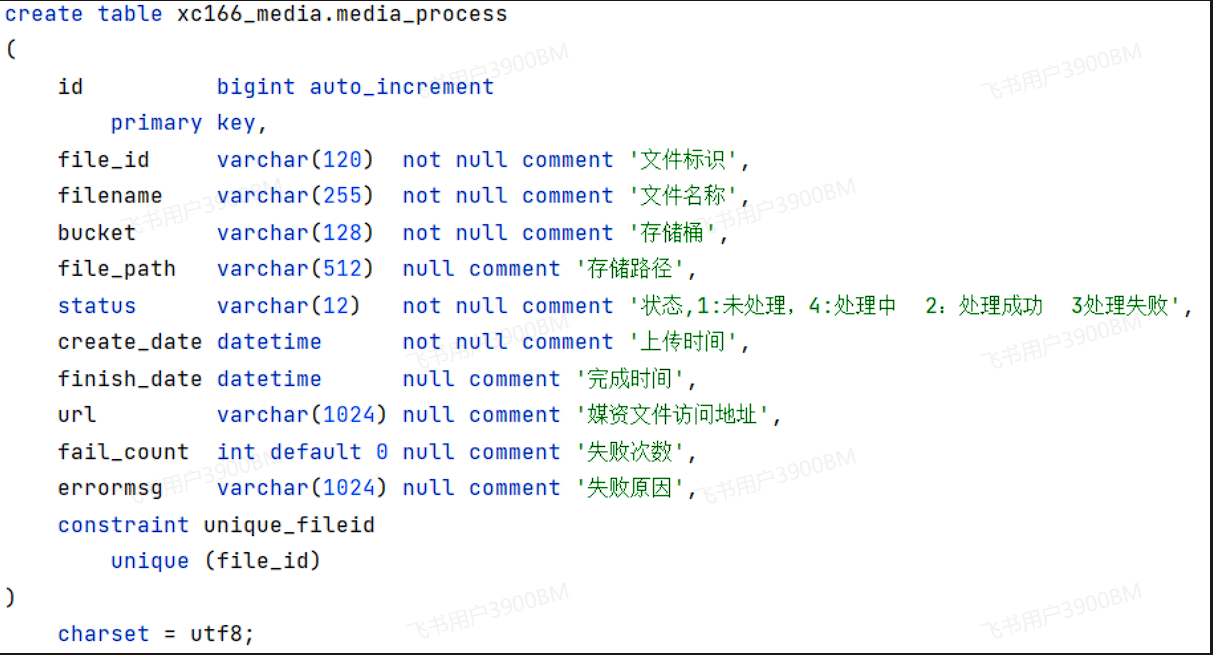 create table xc166_media.media_process
(
    id          bigint auto_increment
        primary key,
    file_id     varchar(120)  not null comment '文件标识',
    filename    varchar(255)  not null comment '文件名称',
    bucket      varchar(128)  not null comment '存储桶',
    file_path   varchar(512)  null comment '存储路径',
    status      varchar(12)   not null comment '状态,1:未处理，4:处理中  2：处理成功  3处理失败',
    create_date datetime      not null comment '上传时间',
    finish_date datetime      null comment '完成时间',
    url         varchar(1024) null comment '媒资文件访问地址',
    fail_count  int default 0 null comment '失败次数',
    errormsg    varchar(1024) null comment '失败原因',
    constraint unique_fileid
        unique (file_id)
)
    charset = utf8;
飞书用户3900BM
飞书用户3900BM
飞书用户3900BM
飞书用户3900BM
飞书用户3900BM
飞书用户3900BM
飞书用户3900BM
飞书用户3900BM
飞书用户3900BM
飞书用户3900BM